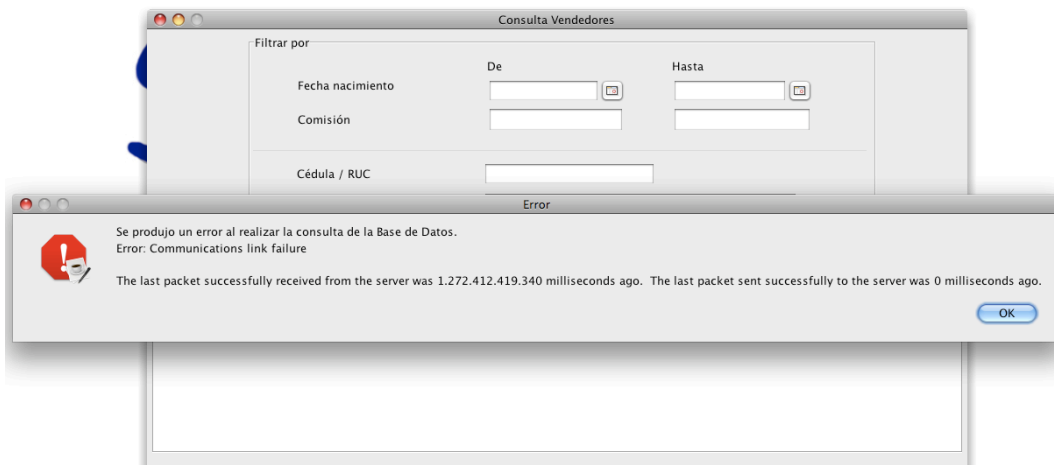 Consulta Vendedores
Filtrar por
De Hasta
Fecha nacimiento
Comisión
Cédula / RUC
Error
Se produjo un error al realizar la consulta de la Base de Datos.
Error: Communications link failure
The last packet successfully received from the server was 1.272.412.419.340 milliseconds ago.  The last packet sent successfully to the server was 0 milliseconds ago.
OK